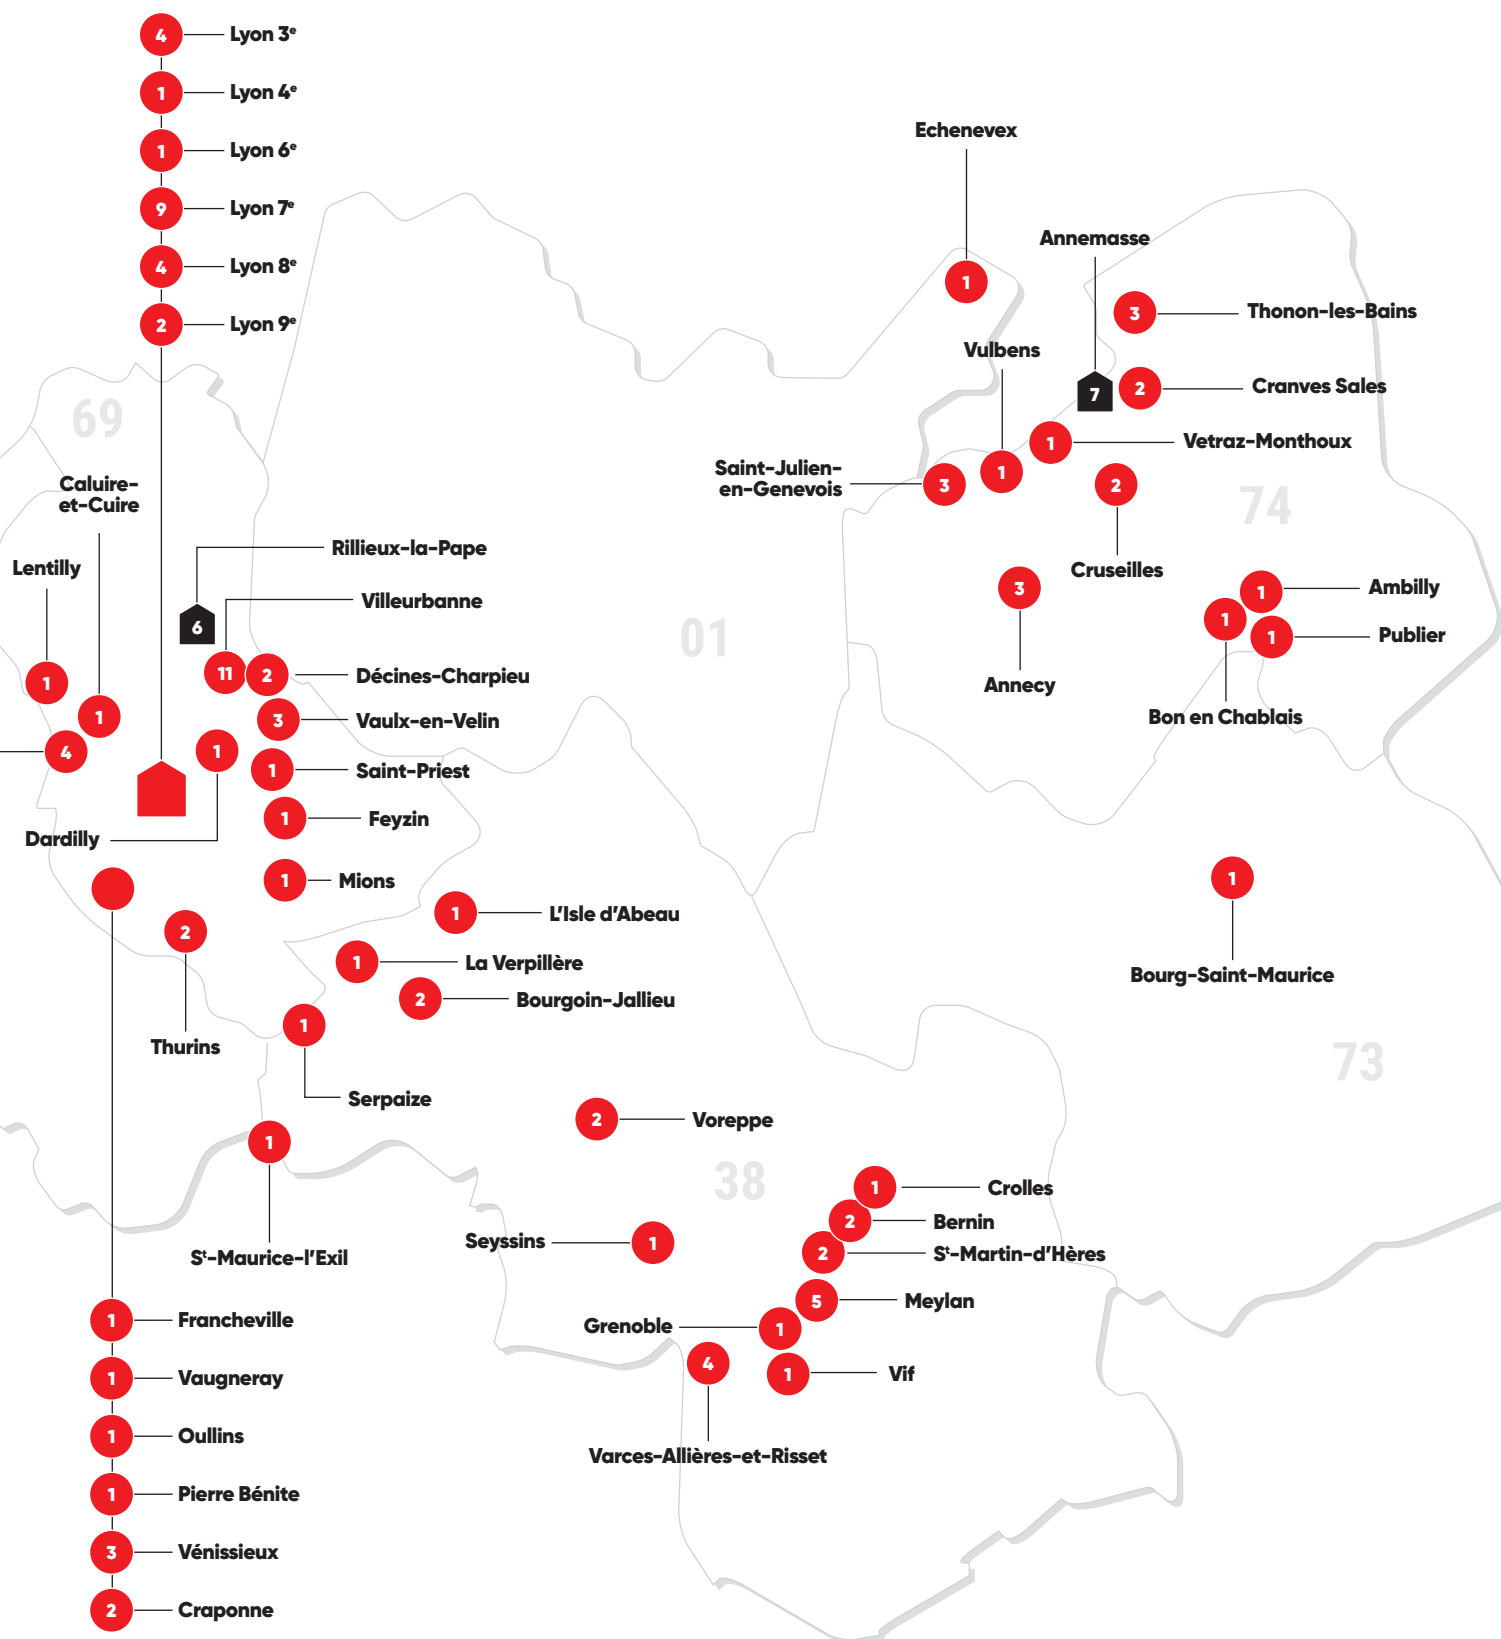 4 Lyon 3ᵉ
1 Lyon 4ᵉ
1 Lyon 6ᵉ
9 Lyon 7ᵉ
4 Lyon 8ᵉ
2 Lyon 9ᵉ
Echenevex
1
Annemasse
7
3 Thonon-les-Bains
Vulbens
1
2 Cranves Sales
1 Vetraz-Monthoux
Saint-Julien-
en-Genevois
3
2
Cruseilles
74
69
Caluire-
et-Cuire
1
Lentilly
1
4
Rillieux-la-Pape
6
Villeurbanne
11
2 Décines-Charpieu
3 Vaulx-en-Velin
1 Saint-Priest
1 Feyzin
1 Mions
1
Dardilly
01
3
Annecy
1 Ambilly
1 Publier
1
Bon en Chablais
2
Thurins
1 L'Isle d'Abeau
1 La Verpillère
2 Bourgoin-Jallieu
1
Serpaize
1
Bourg-Saint-Maurice
73
2 Voreppe
38
1
Sᵗ-Maurice-l'Exil
Seyssins 1
1 Crolles
2 Bernin
2 Sᵗ-Martin-d'Hères
5 Meylan
Grenoble 1
1 Vif
4
Varces-Allières-et-Risset
1 Francheville
1 Vaugneray
1 Oullins
1 Pierre Bénite
3 Vénissieux
2 Craponne